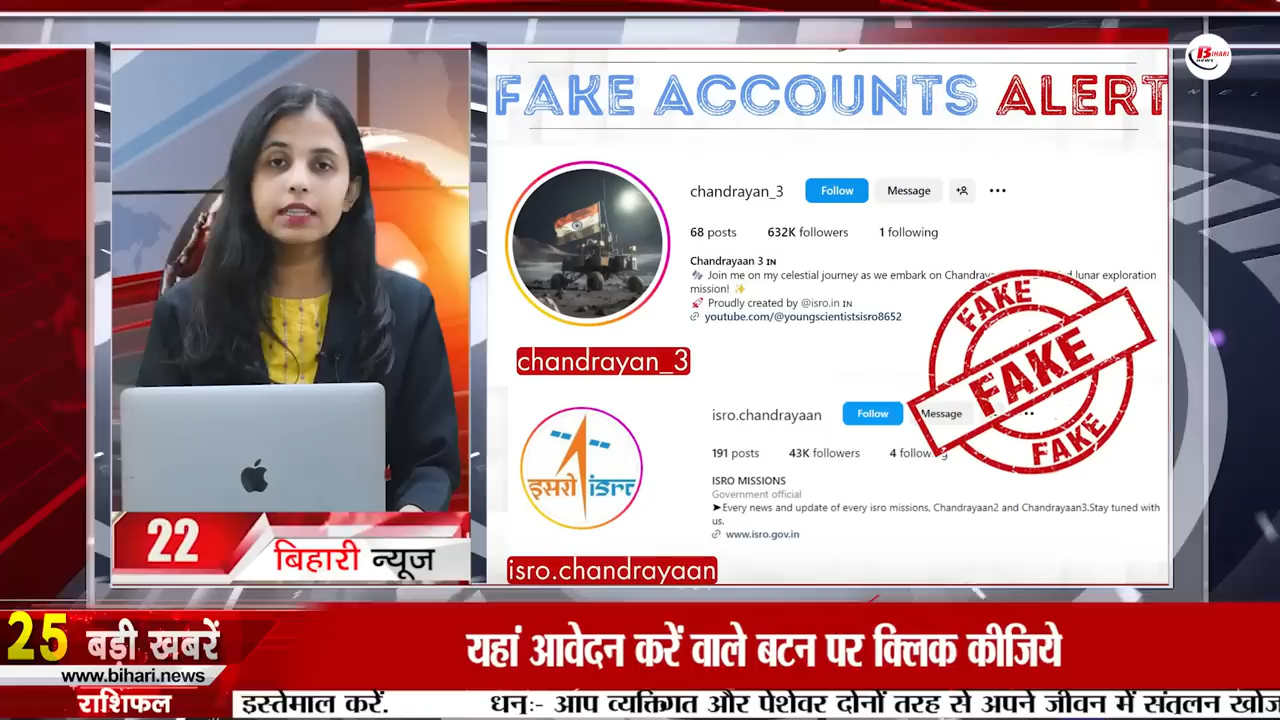 BIHARI
news
FAKE ACCOUNTS ALERT
chandrayan_3 Follow Message
68 posts 632K followers 1 following
Chandrayaan 3 IN
Join me on my celestial journey as we embark on lunar exploration
mission!
Proudly created by @isro.in IN
youtube.com/@youngscientistsisro8652
chandrayan_3
FAKE
FAKE
FAKE
isro.chandrayaan Follow Message
191 posts 43K followers 4
ISRO MISSIONS
Government official
➤Every news and update of every isro missions, Chandrayaan2 and Chandrayaan3.Stay tuned with
us.
www.isro.gov.in
इसरो isro
isro.chandrayaan
22
बिहारी न्यूज
25 बड़ी खबरें
www.bihari.news
यहां आवेदन करें वाले बटन पर क्लिक कीजिये
राशिफल
इस्तेमाल करें. धनः- आप व्यक्तिगत और पेशेवर दोनों तरह से अपने जीवन में संतुलन खोज